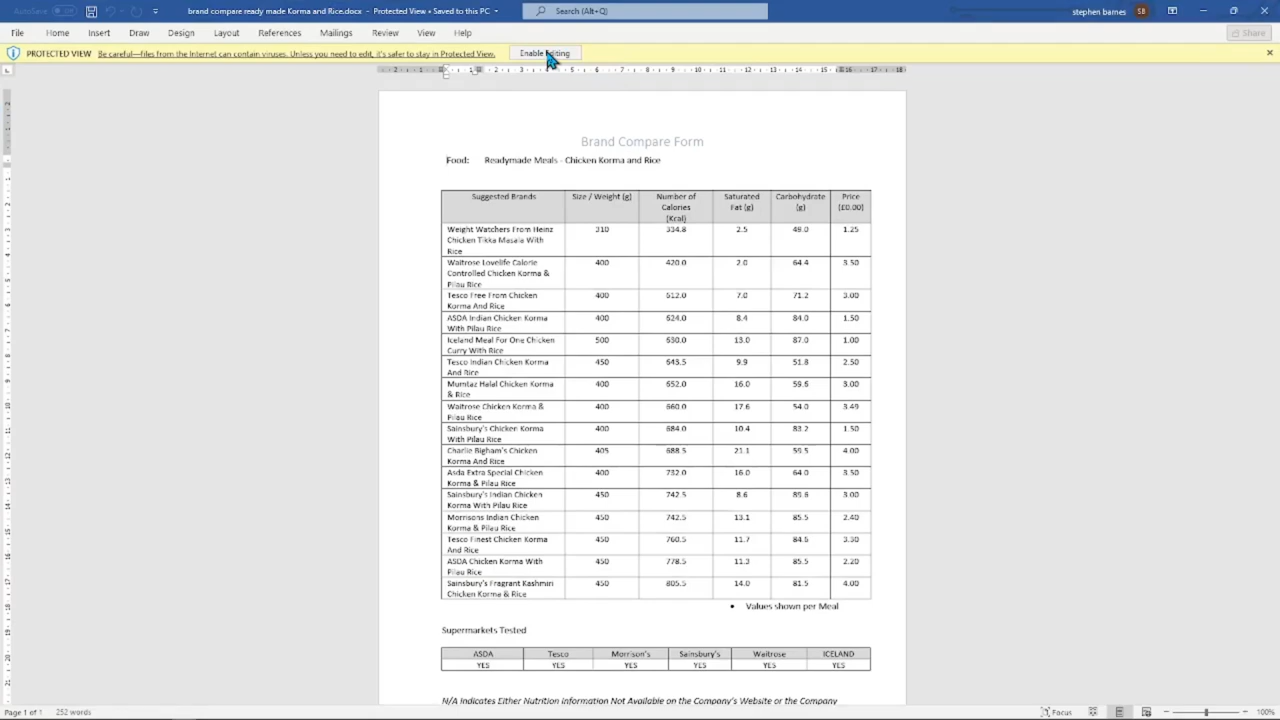 AutoSave Off brand compare ready made Korma and Rice.docx - Protected View • Saved to this PC Search (Alt+Q) stephen barnes SB
File Home Insert Draw Design Layout References Mailings Review View Help Share
PROTECTED VIEW Be careful—files from the Internet can contain viruses. Unless you need to edit, it's safer to stay in Protected View. Enable Editing
Brand Compare Form
Food: Readymade Meals - Chicken Korma and Rice
Suggested Brands Size / Weight (g) Number of Calories (Kcal) Saturated Fat (g) Carbohydrate (g) Price (£0.00)
Weight Watchers From Heinz Chicken Tikka Masala With Rice 310 334.8 2.5 49.0 1.25
Waitrose Lovelife Calorie Controlled Chicken Korma & Pilau Rice 400 420.0 2.0 64.4 3.50
Tesco Free From Chicken Korma And Rice 400 612.0 7.0 71.2 3.00
ASDA Indian Chicken Korma With Pilau Rice 400 624.0 8.4 84.0 1.50
Iceland Meal For One Chicken Curry With Rice 500 630.0 13.0 87.0 1.00
Tesco Indian Chicken Korma And Rice 450 643.5 9.9 51.8 2.50
Mumtaz Halal Chicken Korma & Rice 400 652.0 16.0 59.6 3.00
Waitrose Chicken Korma & Pilau Rice 400 660.0 17.6 54.0 3.49
Sainsbury's Chicken Korma With Pilau Rice 400 684.0 10.4 83.2 1.50
Charlie Bigham's Chicken Korma And Rice 405 688.5 21.1 59.5 4.00
Asda Extra Special Chicken Korma & Pilau Rice 400 732.0 16.0 64.0 3.50
Sainsbury's Indian Chicken Korma With Pilau Rice 450 742.5 8.6 89.6 3.00
Morrisons Indian Chicken Korma & Pilau Rice 450 742.5 13.1 85.5 2.40
Tesco Finest Chicken Korma And Rice 450 760.5 11.7 84.6 3.30
ASDA Chicken Korma With Pilau Rice 450 778.5 11.3 85.5 2.20
Sainsbury's Fragrant Kashmiri Chicken Korma & Rice 450 805.5 14.0 81.5 4.00
• Values shown per Meal
Supermarkets Tested
ASDA Tesco Morrison's Sainsbury's Waitrose ICELAND
YES YES YES YES YES YES
N/A Indicates Either Nutrition Information Not Available on the Company's Website or the Company
Page 1 of 1 252 words Focus 100%